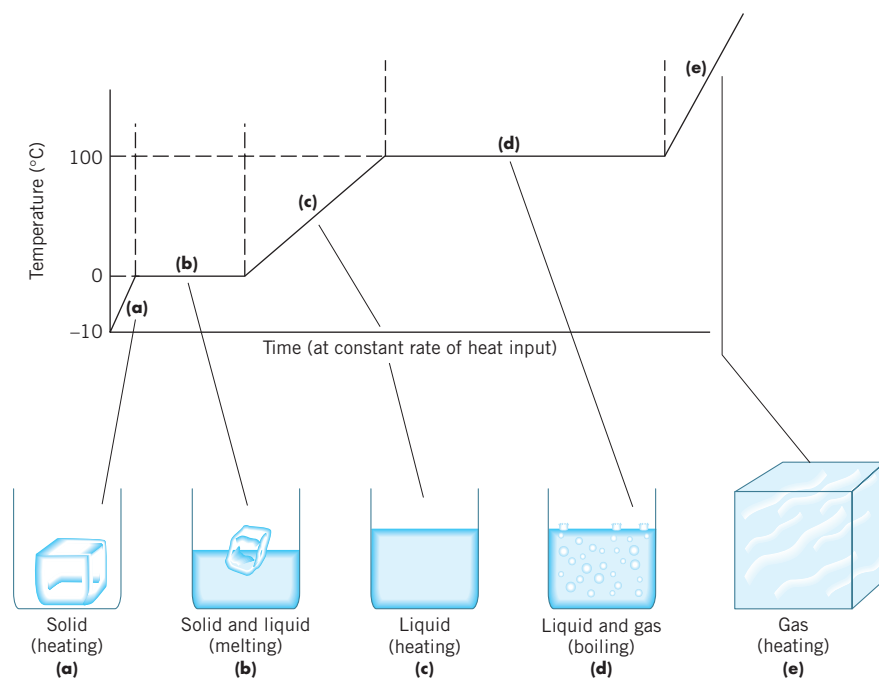 (e)
Temperature (°C)
100
(d)
(c)
(b)
0
(a)
–10
Time (at constant rate of heat input)
Solid
(heating)
(a)
Solid and liquid
(melting)
(b)
Liquid
(heating)
(c)
Liquid and gas
(boiling)
(d)
Gas
(heating)
(e)